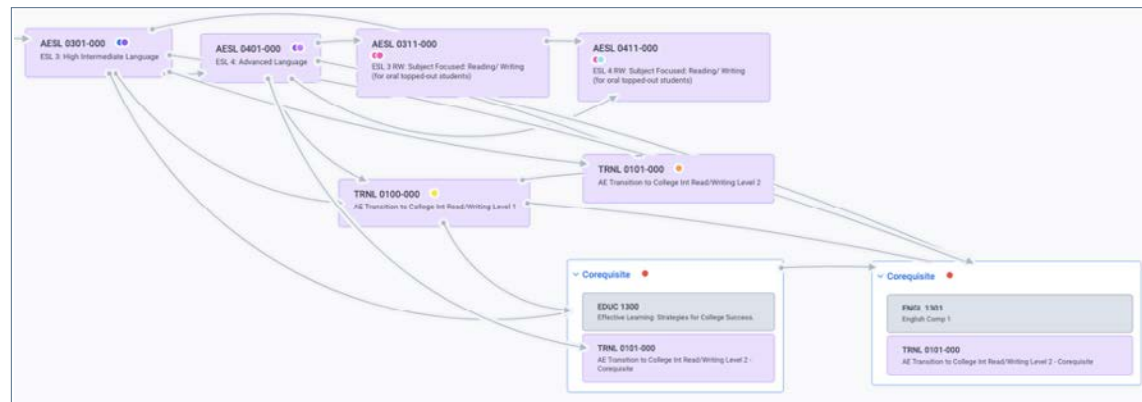 AESL 0301-000
ESL 3: High Intermediate Language
AESL 0401-000
ESL 4: Advanced Language
AESL 0311-000
ESL 3 RW: Subject Focused: Reading/ Writing
(for oral topped-out students)
AESL 0411-000
ESL 4 RW: Subject Focused: Reading/ Writing
(for oral topped-out students)
TRNL 0100-000
AE Transition to College Int Read/Writing Level 1
TRNL 0101-000
AE Transition to College Int Read/Writing Level 2
Corequisite
EDUC 1300
Effective Learning: Strategies for College Success.
TRNL 0101-000
AE Transition to College Int Read/Writing Level 2 -
Corequisite
Corequisite
ENGL 1301
English Comp 1
TRNL 0101-000
AE Transition to College Int Read/Writing Level 2 - Corequisite